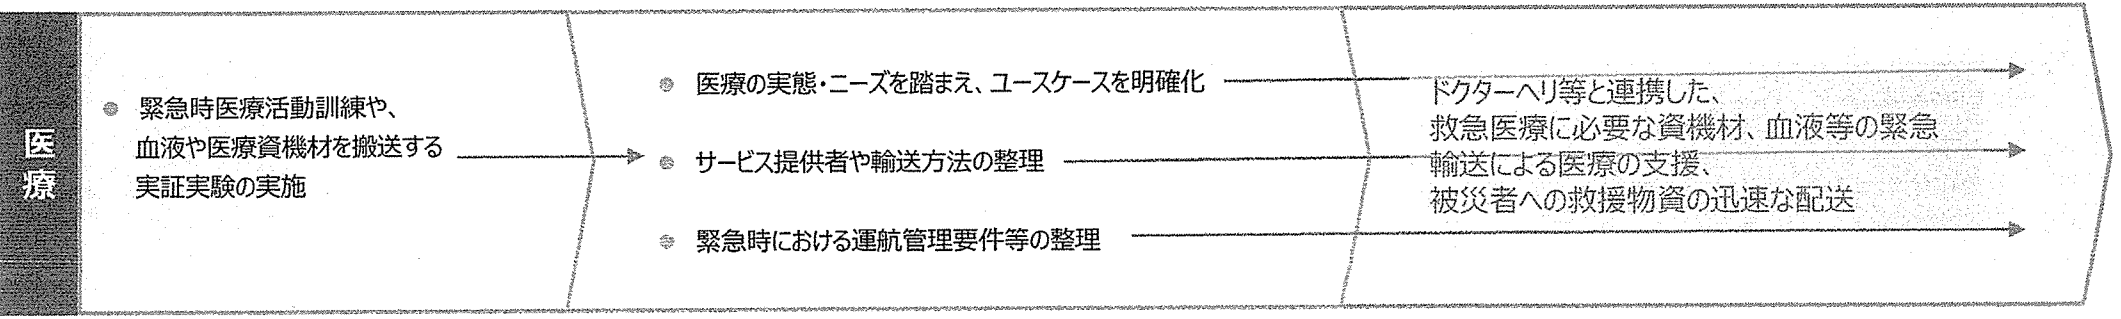 医療
● 緊急時医療活動訓練や、
血液や医療資機材を搬送する
実証実験の実施
● 医療の実態・ニーズを踏まえ、ユースケースを明確化
● サービス提供者や輸送方法の整理
● 緊急時における運航管理要件等の整理
ドクターヘリ等と連携した、
救急医療に必要な資機材、血液等の緊急
輸送による医療の支援、
被災者への救援物資の迅速な配送